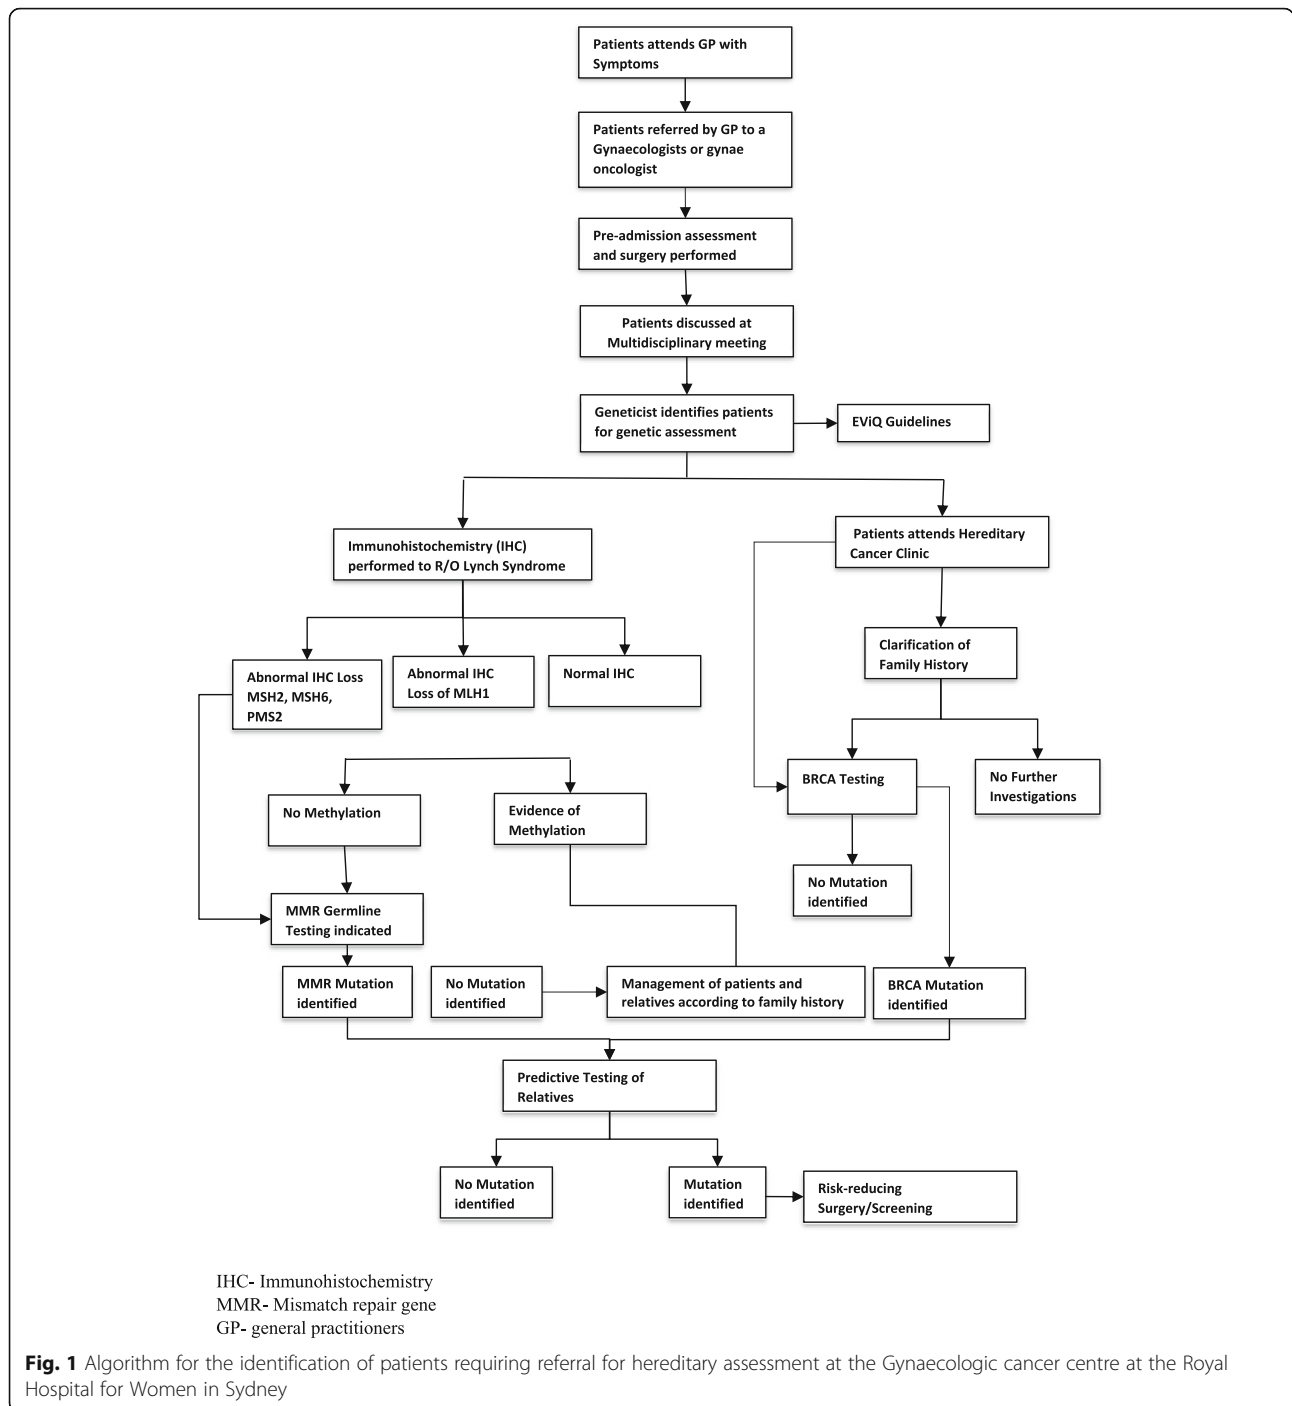 Patients attends GP with
Symptoms
Patients referred by GP to a
Gynaecologists or gynae
oncologist
Pre-admission assessment
and surgery performed
Patients discussed at
Multidisciplinary meeting
Geneticist identifies patients
for genetic assessment
EViQ Guidelines
Immunohistochemistry (IHC)
performed to R/O Lynch Syndrome
Patients attends Hereditary
Cancer Clinic
Clarification of
Family History
Abnormal IHC Loss
MSH2, MSH6,
PMS2
Abnormal IHC
Loss of MLH1
Normal IHC
BRCA Testing
No Further
Investigations
No Methylation
Evidence of
Methylation
No Mutation
identified
MMR Germline
Testing indicated
MMR Mutation
identified
No Mutation
identified
Management of patients and
relatives according to family history
BRCA Mutation
identified
Predictive Testing of
Relatives
No Mutation
identified
Mutation
identified
Risk-reducing
Surgery/Screening
IHC- Immunohistochemistry
MMR- Mismatch repair gene
GP- general practitioners
Fig. 1 Algorithm for the identification of patients requiring referral for hereditary assessment at the Gynaecologic cancer centre at the Royal
Hospital for Women in Sydney